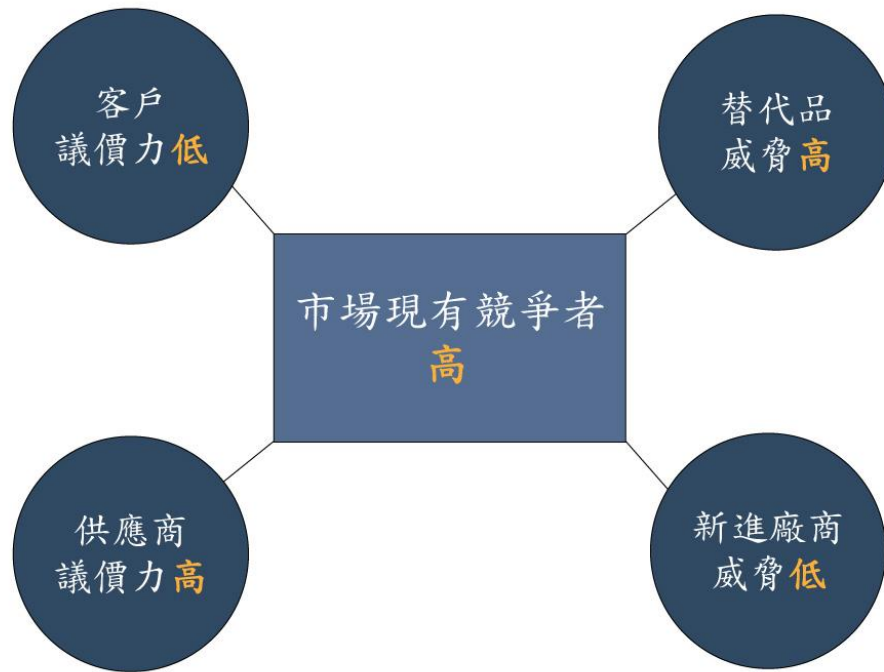 客戶
議價力低
替代品
威脅高
市場現有競爭者
高
供應商
議價力高
新進廠商
威脅低